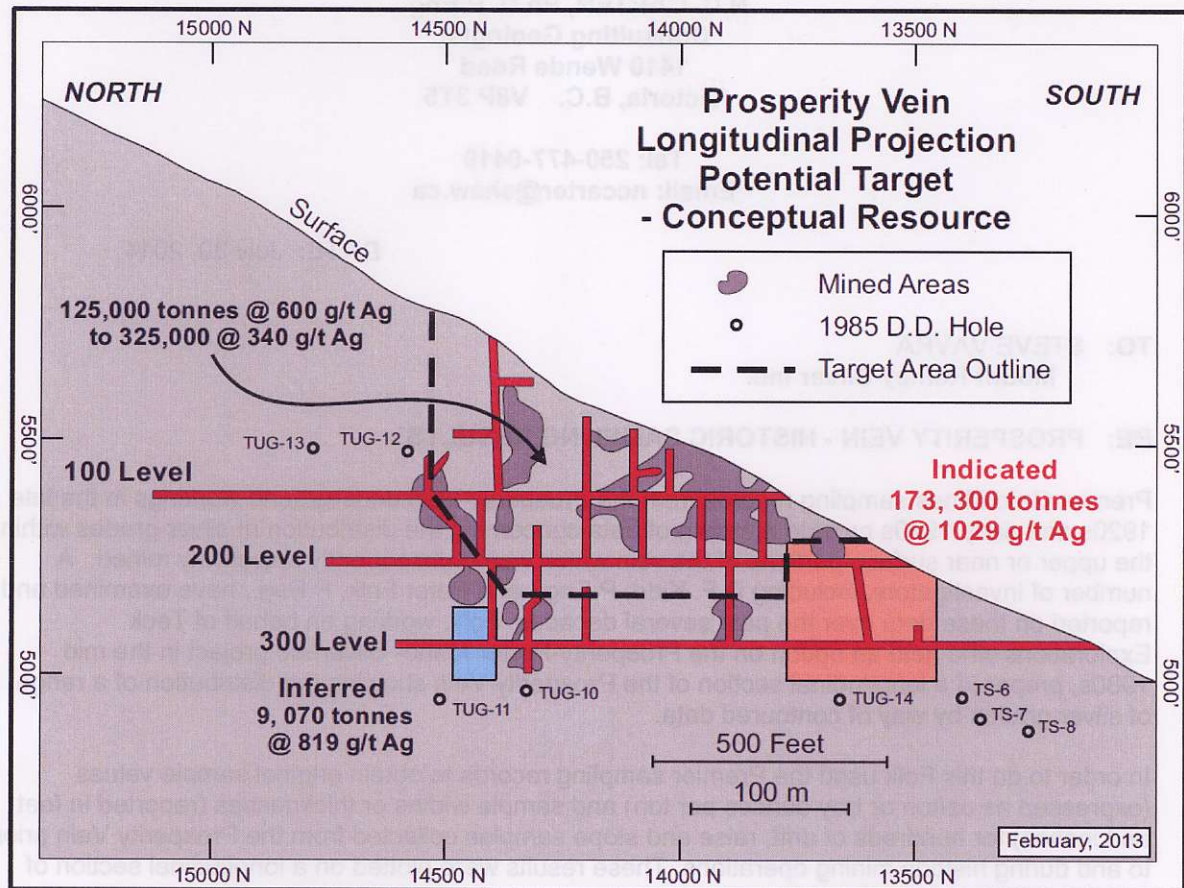 15000 N 14500 N 14000 N 13500 N
NORTH
SOUTH
Prosperity Vein
Longitudinal Projection
Potential Target
- Conceptual Resource
6000'
6000'
Surface
Mined Areas
1985 D.D. Hole
Target Area Outline
125,000 tonnes @ 600 g/t Ag
to 325,000 @ 340 g/t Ag
5500'
5500'
TUG-13
TUG-12
100 Level
Indicated
173, 300 tonnes
@ 1029 g/t Ag
200 Level
300 Level
5000'
5000'
Inferred
9, 070 tonnes
@ 819 g/t Ag
TUG-11
TUG-10
TUG-14
TS-6
TS-7
TS-8
500 Feet
100 m
February, 2013
15000 N 14500 N 14000 N 13500 N